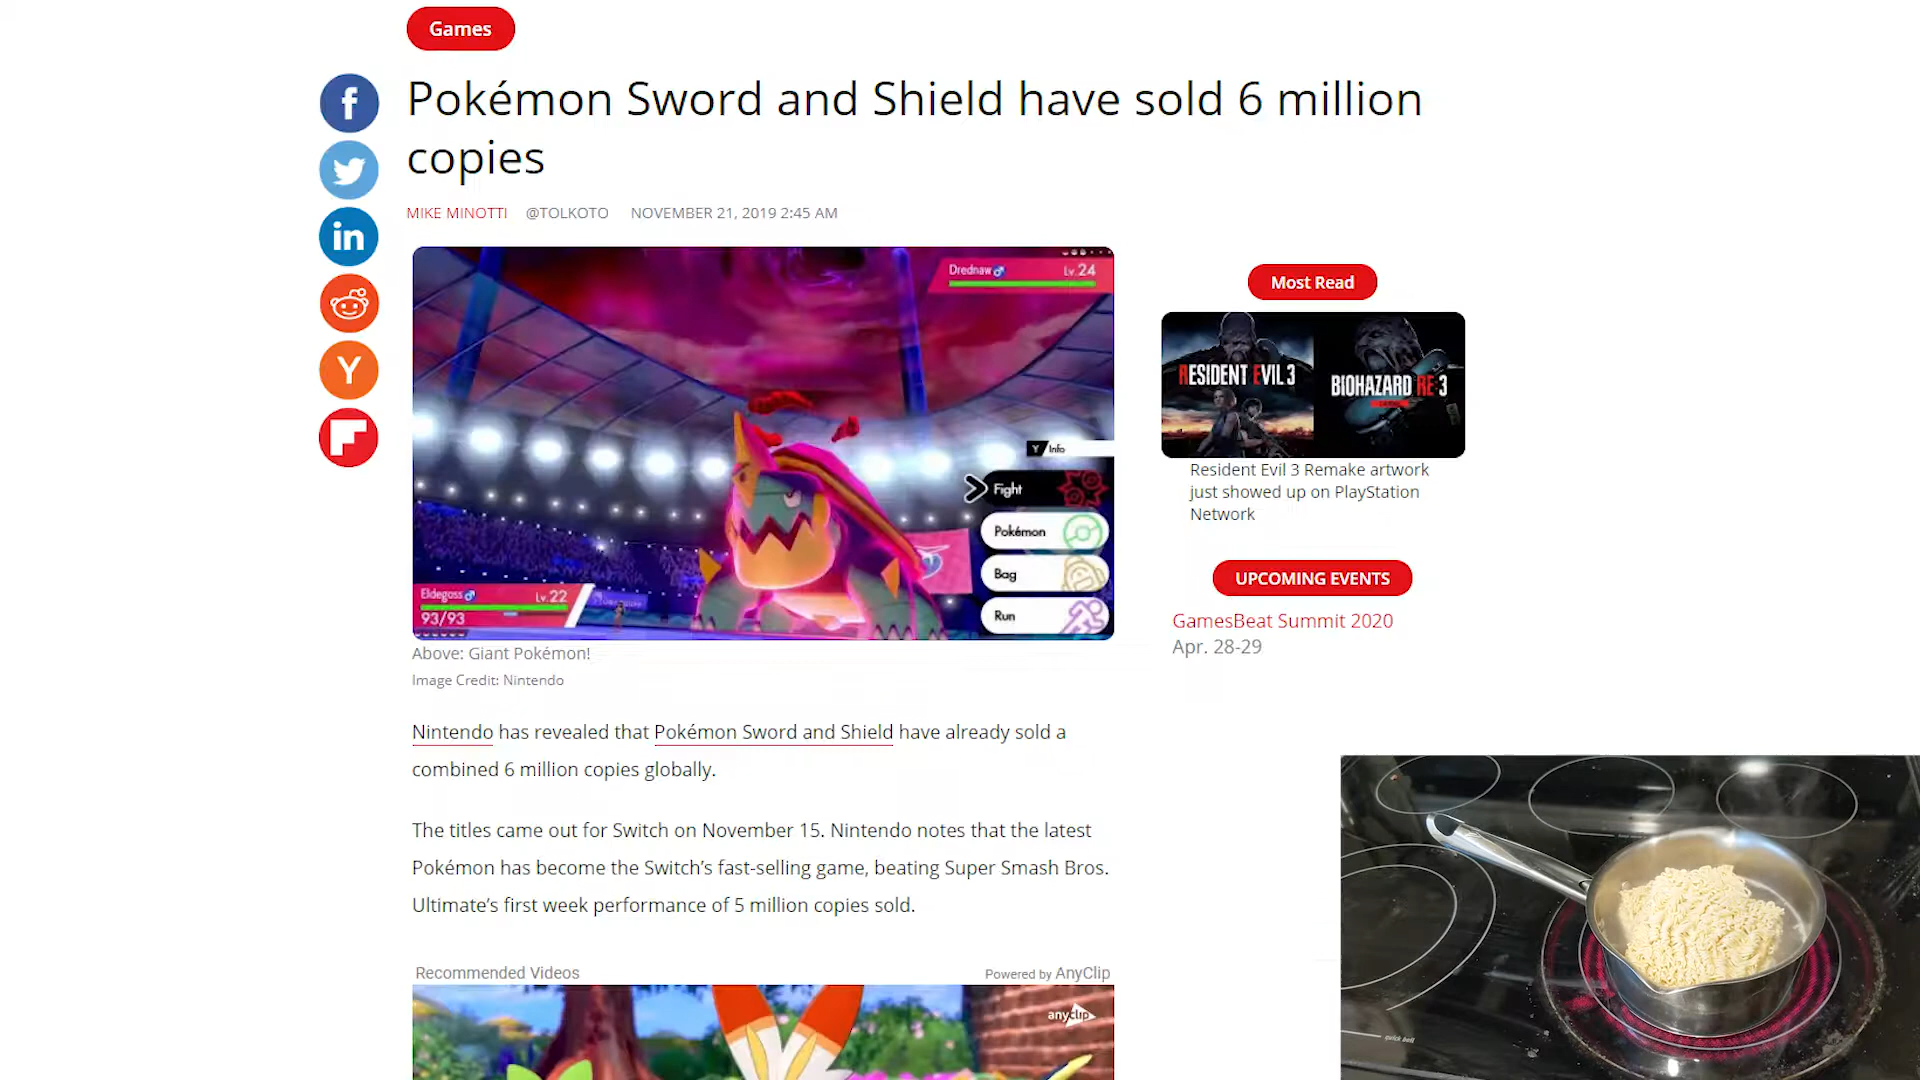 Games
Pokémon Sword and Shield have sold 6 million
copies
MIKE MINOTTI @TOLKOTO NOVEMBER 21, 2019 2:45 AM
Drednaw♂ Lv.24
Y Info
Fight
Pokémon
Bag
Run
Eldegoss♂ Lv.22
93/93
Above: Giant Pokémon!
Image Credit: Nintendo
Most Read
RESIDENT EVIL 3
BIOHAZARD RE:3
Resident Evil 3 Remake artwork
just showed up on PlayStation
Network
UPCOMING EVENTS
GamesBeat Summit 2020
Apr. 28-29
Nintendo has revealed that Pokémon Sword and Shield have already sold a
combined 6 million copies globally.
The titles came out for Switch on November 15. Nintendo notes that the latest
Pokémon has become the Switch’s fast-selling game, beating Super Smash Bros.
Ultimate’s first week performance of 5 million copies sold.
Recommended Videos Powered by AnyClip
anyclip
quick boil